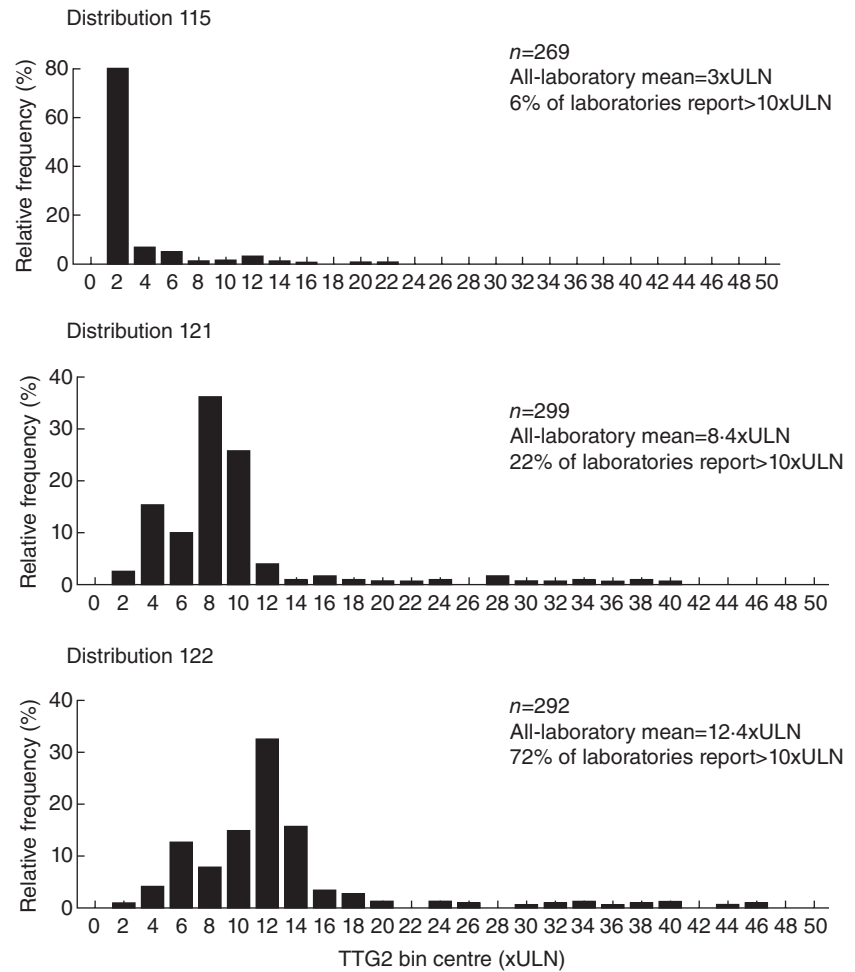 Distribution 115
n=269
All-laboratory mean=3xULN
6% of laboratories report>10xULN
Relative frequency (%)
80
60
40
20
0
0 2 4 6 8 10 12 14 16 18 20 22 24 26 28 30 32 34 36 38 40 42 44 46 48 50
Distribution 121
n=299
All-laboratory mean=8·4xULN
22% of laboratories report>10xULN
Relative frequency (%)
40
30
20
10
0
0 2 4 6 8 10 12 14 16 18 20 22 24 26 28 30 32 34 36 38 40 42 44 46 48 50
Distribution 122
n=292
All-laboratory mean=12·4xULN
72% of laboratories report>10xULN
Relative frequency (%)
40
30
20
10
0
0 2 4 6 8 10 12 14 16 18 20 22 24 26 28 30 32 34 36 38 40 42 44 46 48 50
TTG2 bin centre (xULN)